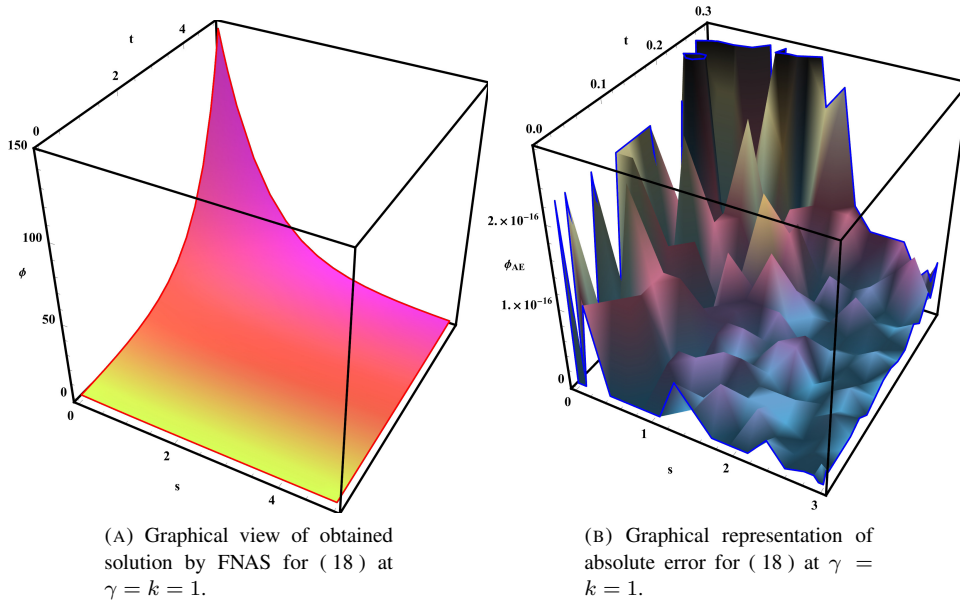 0.3
4
t
0.2
t
2
0.1
0
0.0
150
2.×10⁻¹⁶
100
ϕ
ϕAE
1.×10⁻¹⁶
50
0
0
0
0
1
2
s
2
s
4
3
(A) Graphical view of obtained
solution by FNAS for ( 18 ) at
γ = k = 1.
(B) Graphical representation of
absolute error for ( 18 ) at γ =
k = 1.